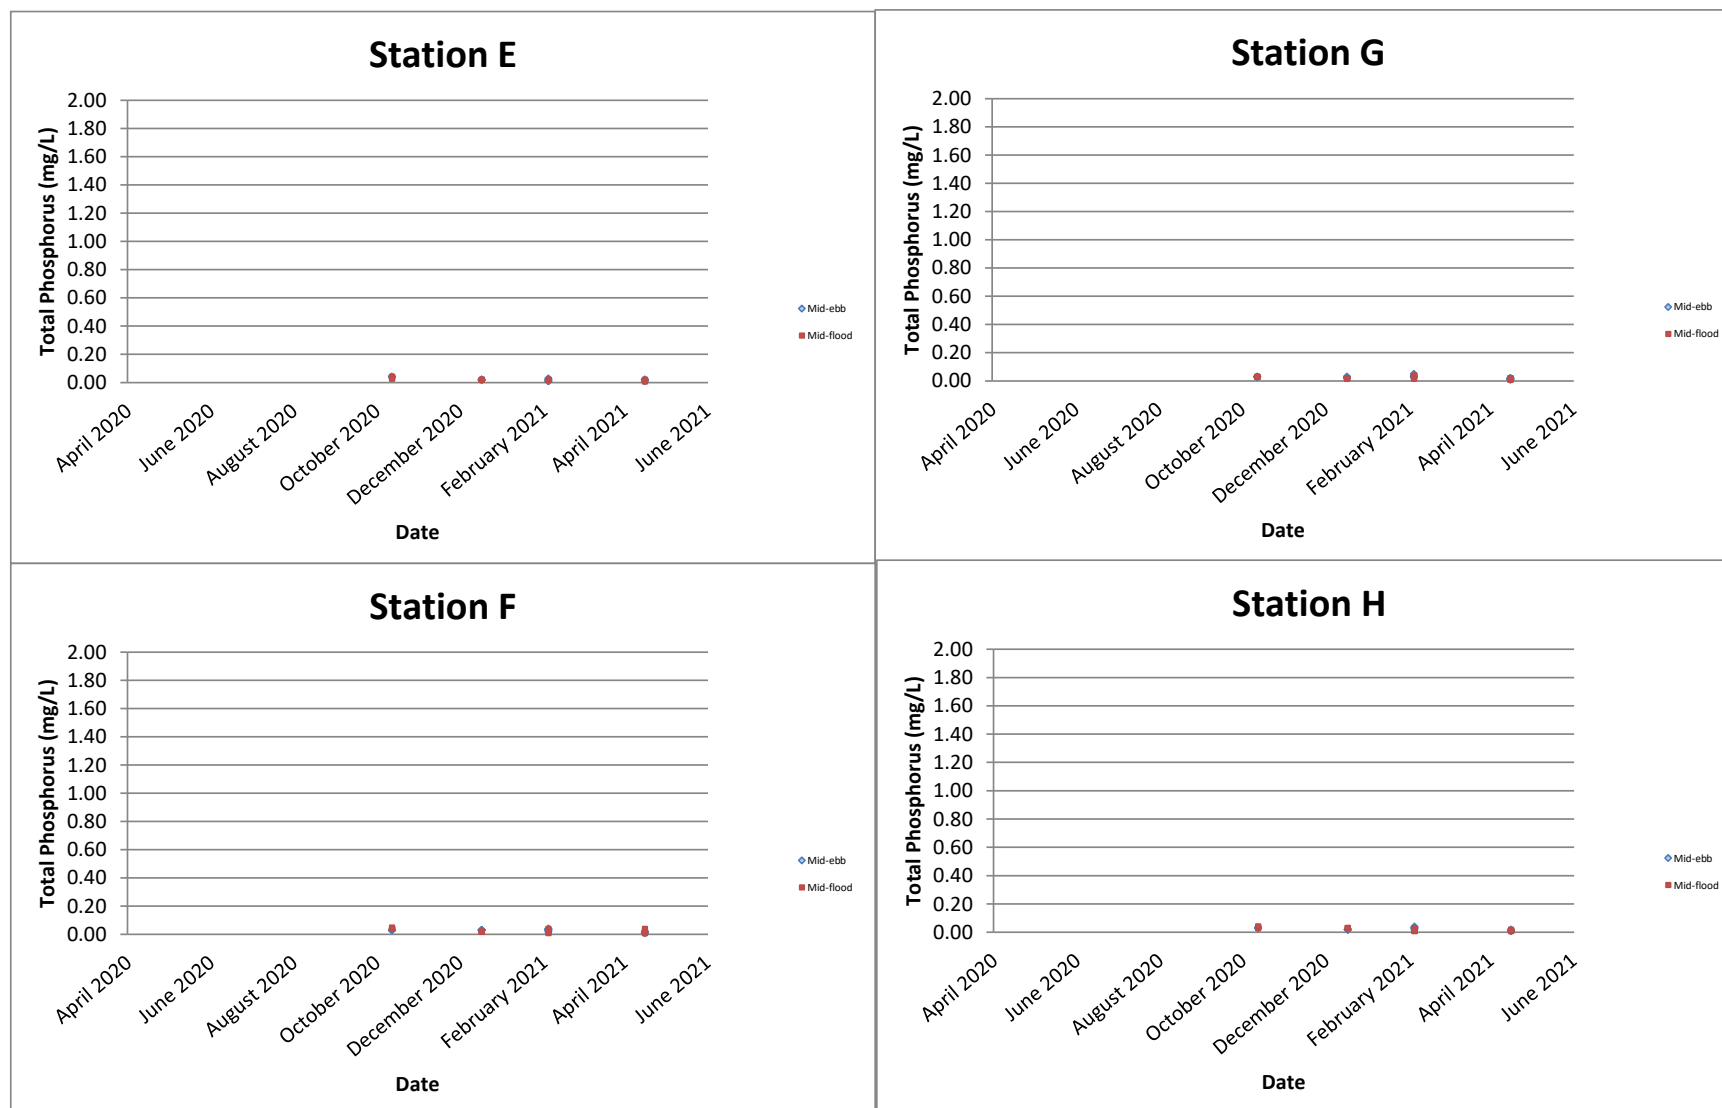 Station E
Total Phosphorus (mg/L)
2.00
1.80
1.60
1.40
1.20
1.00
0.80
0.60
0.40
0.20
0.00
April 2020
June 2020
August 2020
October 2020
December 2020
February 2021
April 2021
June 2021
Date
Mid-ebb
Mid-flood
Station G
Total Phosphorus (mg/L)
2.00
1.80
1.60
1.40
1.20
1.00
0.80
0.60
0.40
0.20
0.00
April 2020
June 2020
August 2020
October 2020
December 2020
February 2021
April 2021
June 2021
Date
Mid-ebb
Mid-flood
Station F
Total Phosphorus (mg/L)
2.00
1.80
1.60
1.40
1.20
1.00
0.80
0.60
0.40
0.20
0.00
April 2020
June 2020
August 2020
October 2020
December 2020
February 2021
April 2021
June 2021
Date
Mid-ebb
Mid-flood
Station H
Total Phosphorus (mg/L)
2.00
1.80
1.60
1.40
1.20
1.00
0.80
0.60
0.40
0.20
0.00
April 2020
June 2020
August 2020
October 2020
December 2020
February 2021
April 2021
June 2021
Date
Mid-ebb
Mid-flood